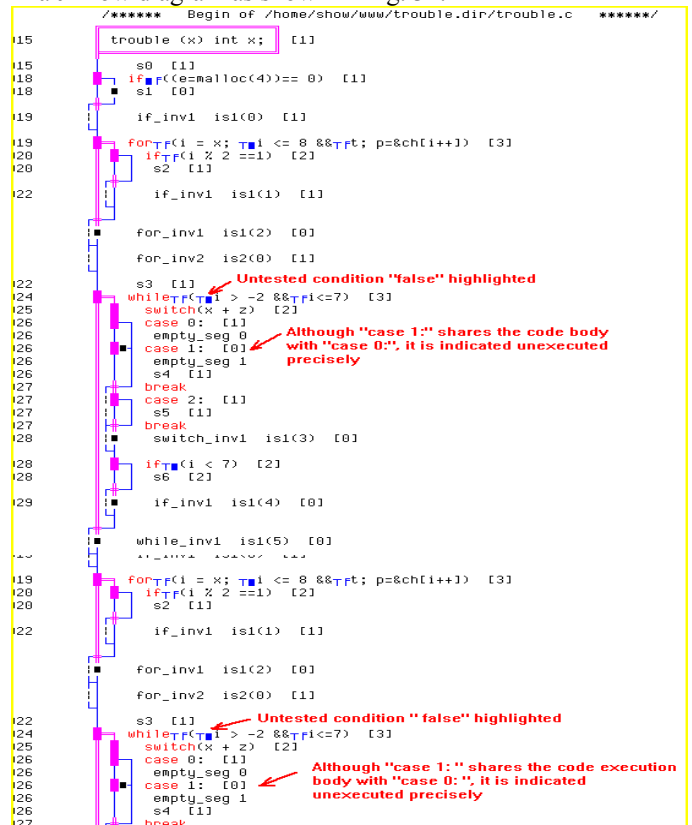 flow diagram as shown in Fig.
/****** Begin of /home/show/www/trouble.dir/trouble.c ******/
15 trouble (x) int x; [1]
15 s0 [1]
18 if F((e=malloc(4))== 0) [1]
18 s1 [0]
19 if_inv1 is1(0) [1]
19 for T F(i = x; T i <= 8 && T F t; p=&ch[i++]) [3]
20 if T F(i % 2 ==1) [2]
20 s2 [1]
22 if_inv1 is1(1) [1]
for_inv1 is1(2) [0]
for_inv2 is2(0) [1]
22 s3 [1]
Untested condition "false" highlighted
24 while T F(T i > -2 && T F i<=7) [3]
25 switch(x + z) [2]
26 case 0: [1]
26 empty_seg 0
26 case 1: [0]
26 empty_seg 1
26 s4 [1]
Although "case 1:" shares the code body
with "case 0:", it is indicated unexecuted
precisely
27 break
27 case 2: [1]
27 s5 [1]
27 break
28 switch_inv1 is1(3) [0]
28 if T (i < 7) [2]
28 s6 [2]
29 if_inv1 is1(4) [0]
while_inv1 is1(5) [0]
19 for T F(i = x; T i <= 8 && T F t; p=&ch[i++]) [3]
20 if T F(i % 2 ==1) [2]
20 s2 [1]
22 if_inv1 is1(1) [1]
for_inv1 is1(2) [0]
for_inv2 is2(0) [1]
22 s3 [1]
Untested condition " false" highlighted
24 while T F(T i > -2 && T F i<=7) [3]
25 switch(x + z) [2]
26 case 0: [1]
26 empty_seg 0
26 case 1: [0]
26 empty_seg 1
26 s4 [1]
Although "case 1: " shares the code execution
body with "case 0: ", it is indicated
unexecuted precisely
27 break